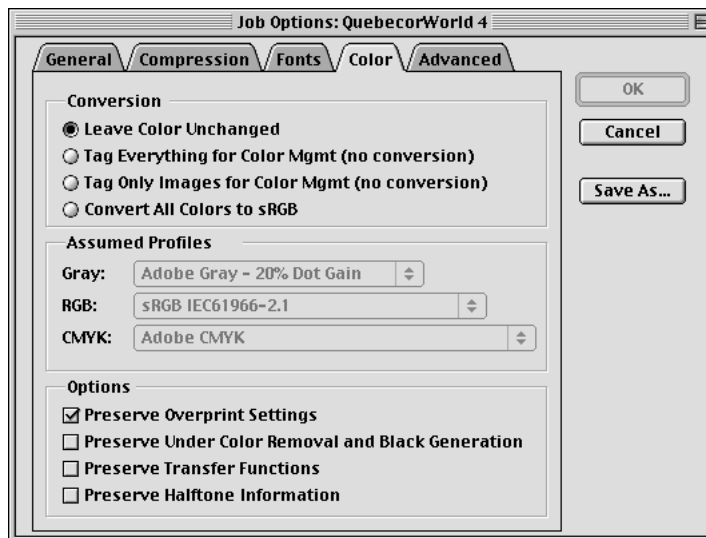 Job Options: QuebecorWorld 4
General Compression Fonts Color Advanced
Conversion
Leave Color Unchanged
Tag Everything for Color Mgmt (no conversion)
Tag Only Images for Color Mgmt (no conversion)
Convert All Colors to sRGB
Assumed Profiles
Gray: Adobe Gray - 20% Dot Gain
RGB: sRGB IEC61966-2.1
CMYK: Adobe CMYK
Options
Preserve Overprint Settings
Preserve Under Color Removal and Black Generation
Preserve Transfer Functions
Preserve Halftone Information
OK
Cancel
Save As...